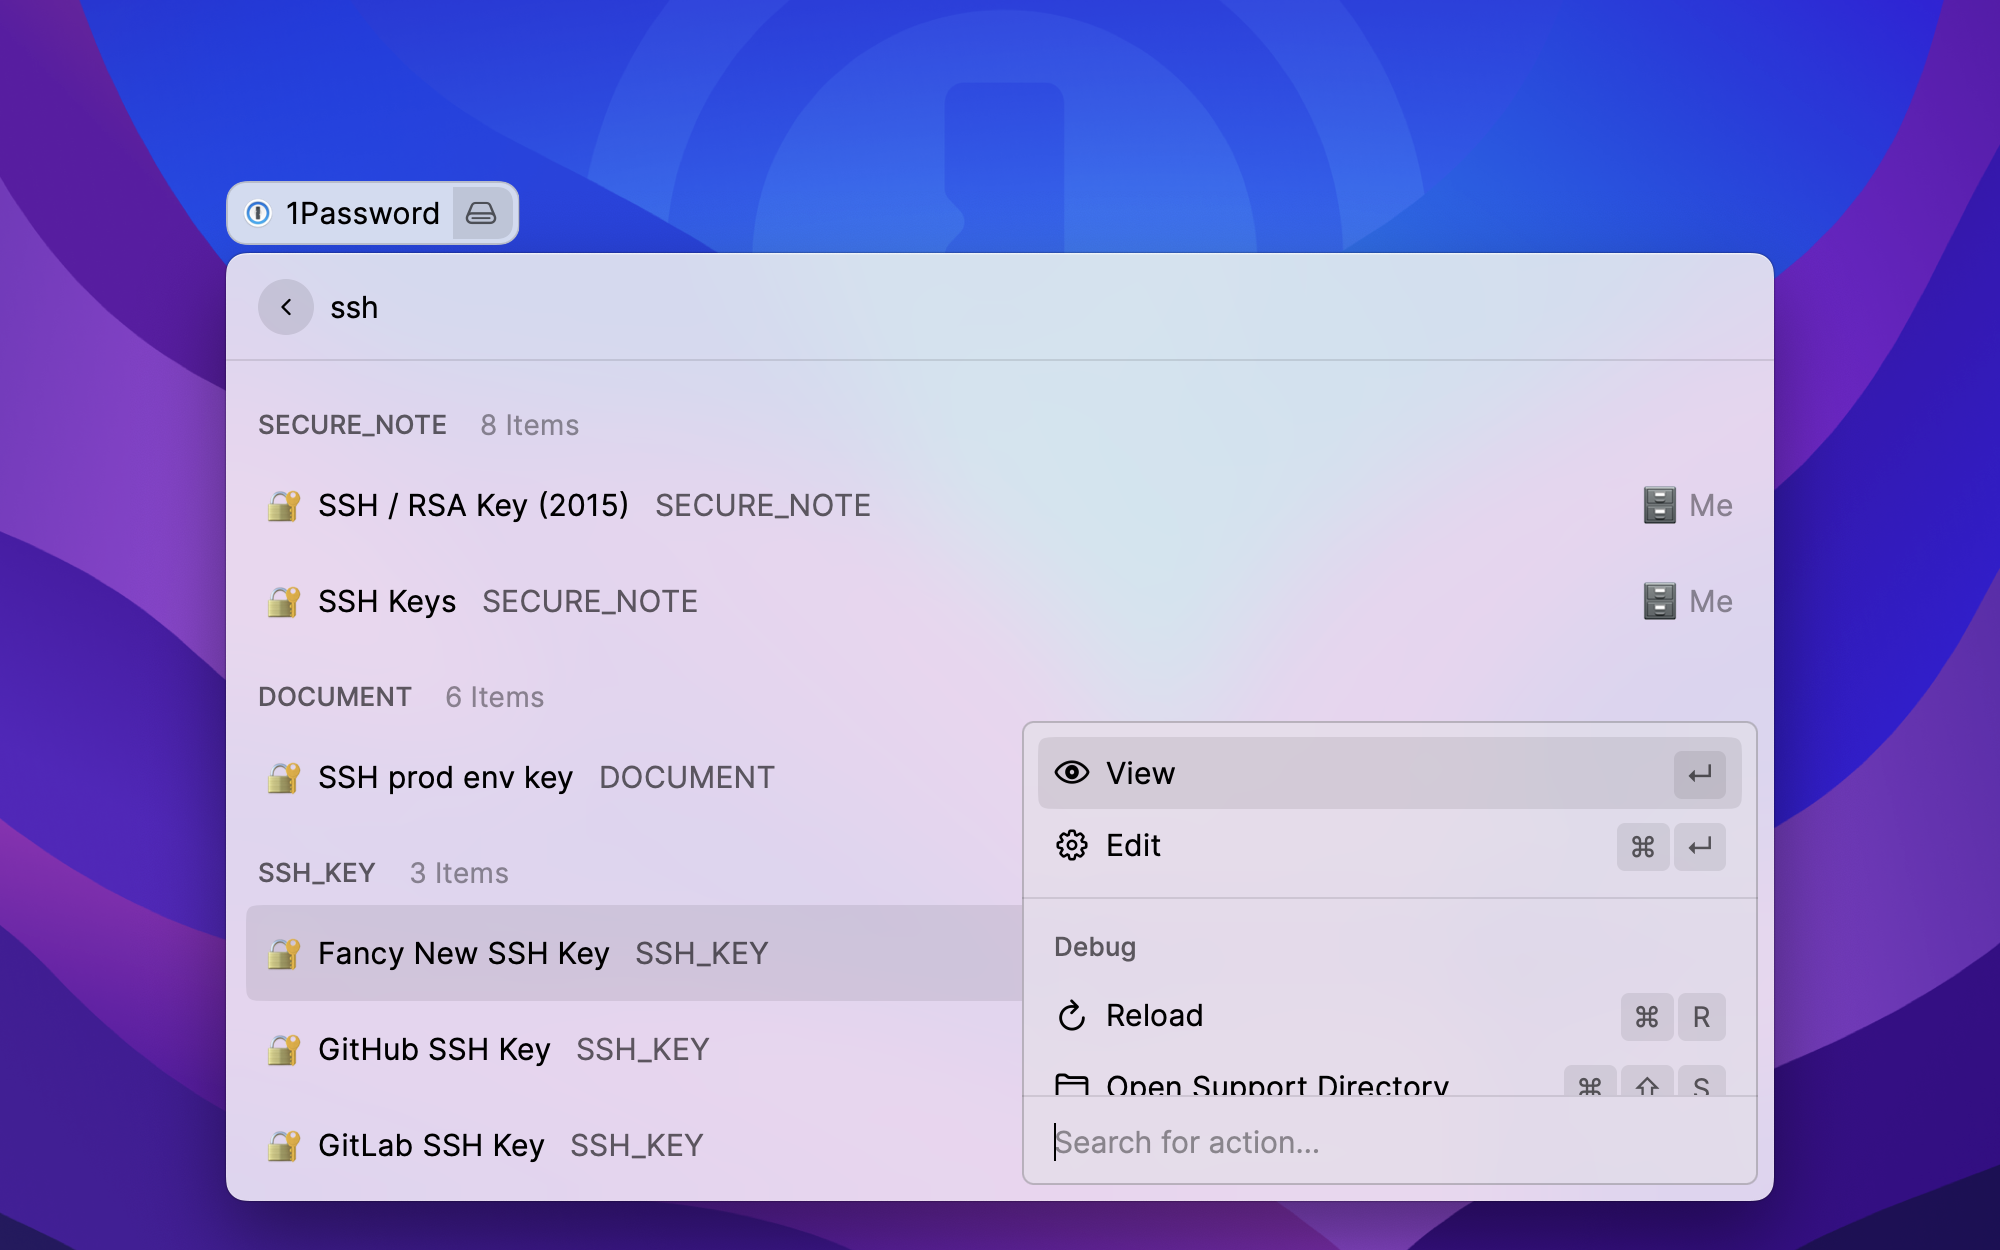 1Password
ssh
SECURE_NOTE 8 Items
SSH / RSA Key (2015) SECURE_NOTE Me
SSH Keys SECURE_NOTE Me
DOCUMENT 6 Items
SSH prod env key DOCUMENT
SSH_KEY 3 Items
Fancy New SSH Key SSH_KEY
GitHub SSH Key SSH_KEY
GitLab SSH Key SSH_KEY
View ↵
Edit ⌘ ↵
Debug
Reload ⌘ R
Open Support Directory ⌘ ⇧ S
Search for action...